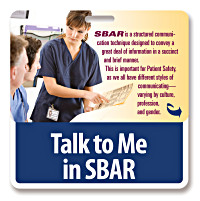 SBAR is a structured communi-
cation technique designed to convey a
great deal of information in a succinct
and brief manner.
This is important for Patient Safety,
as we all have different styles of
communicating—
varying by culture,
profession,
and gender.
Talk to Me
in SBAR